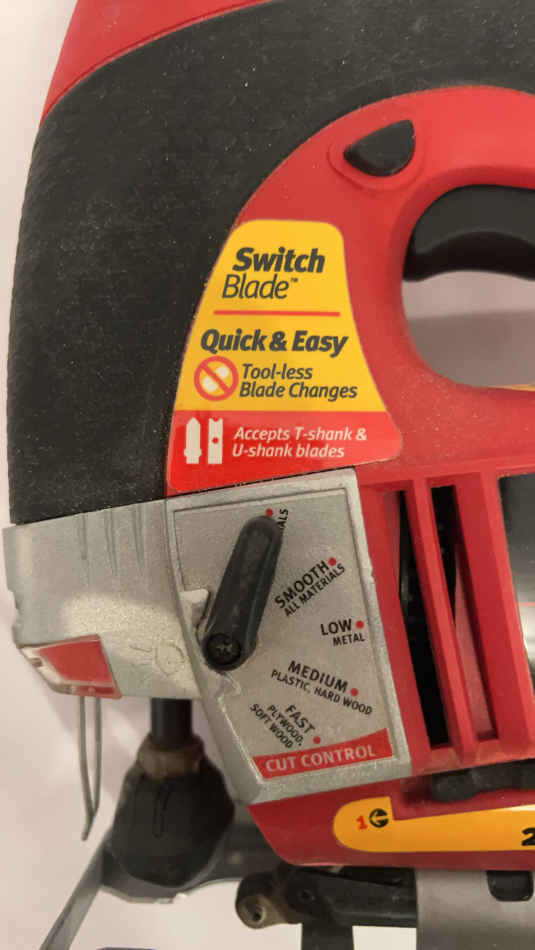 Switch
Blade™
Quick & Easy
Tool-less
Blade Changes
Accepts T-shank &
U-shank blades
SMOOTH
ALL MATERIALS
LOW
METAL
MEDIUM
PLASTIC, HARD WOOD
FAST
PLYWOOD,
SOFT WOOD
CUT CONTROL
1
2